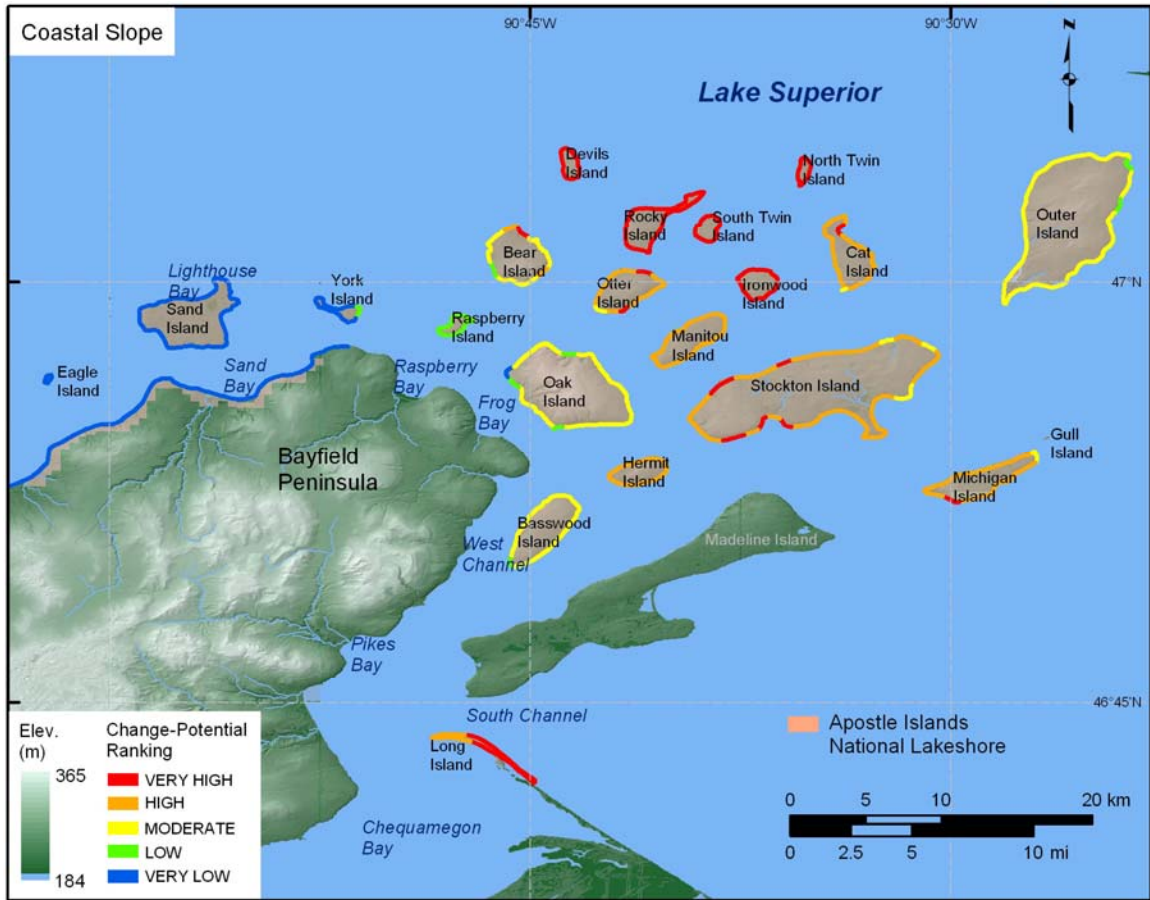 Coastal Slope
90°45'W
90°30'W
N
Lake Superior
Devils
Island
North Twin
Island
Rocky
Island
South Twin
Island
Outer
Island
Bear
Island
Cat
Island
Lighthouse
Bay
York
Island
Otter
Island
Ironwood
Island
47°N
Sand
Island
Raspberry
Island
Manitou
Island
Eagle
Island
Sand
Bay
Raspberry
Bay
Oak
Island
Stockton Island
Frog
Bay
Gull
Island
Bayfield
Peninsula
Hermit
Island
Michigan
Island
Basswood
Island
West
Channel
Madeline Island
Pikes
Bay
South Channel
46°45'N
Long
Island
Chequamegon
Bay
Elev.
(m)
365
184
Change-Potential
Ranking
VERY HIGH
HIGH
MODERATE
LOW
VERY LOW
Apostle Islands
National Lakeshore
0 5 10 20 km
0 2.5 5 10 mi